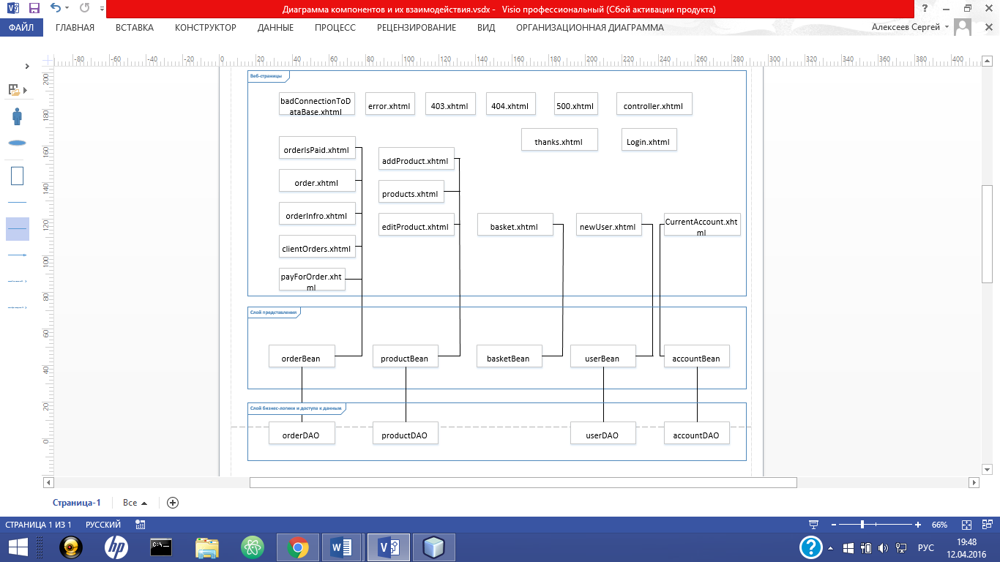 Диаграмма компонентов и их взаимодействия.vsdx - Visio профессиональный (Сбой активации продукта)
ФАЙЛ ГЛАВНАЯ ВСТАВКА КОНСТРУКТОР ДАННЫЕ ПРОЦЕСС РЕЦЕНЗИРОВАНИЕ ВИД ОРГАНИЗАЦИОННАЯ ДИАГРАММА Алексеев Сергей
-80 -60 -40 -20 0 20 40 60 80 100 120 140 160 180 200 220 240 260 280 300 320 340 360 380 400
200
180
160
140
120
100
80
60
40
20
0
Веб-страницы
badConnectionToD
ataBase.xhtml
error.xhtml
403.xhtml
404.xhtml
500.xhtml
controller.xhtml
thanks.xhtml
Login.xhtml
orderIsPaid.xhtml
addProduct.xhtml
order.xhtml
products.xhtml
orderInfro.xhtml
editProduct.xhtml
basket.xhtml
newUser.xhtml
CurrentAccount.xht
ml
clientOrders.xhtml
payForOrder.xht
ml
Слой представления
orderBean
productBean
basketBean
userBean
accountBean
Слой бизнес-логики и доступа к данным
orderDAO
productDAO
userDAO
accountDAO
Страница-1 Все
СТРАНИЦА 1 ИЗ 1 РУССКИЙ 66%
РУС
19:48
12.04.2016